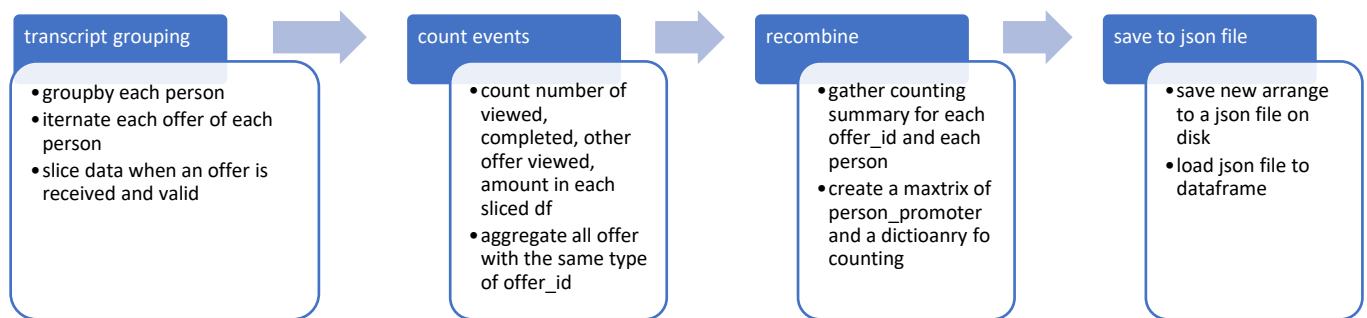 transcript grouping
•groupby each person
•iternate each offer of each
person
•slice data when an offer is
received and valid
count events
•count number of
viewed,
completed, other
offer viewed,
amount in each
sliced df
•aggregate all offer
with the same type
of offer_id
recombine
•gather counting
summary for each
offer_id and each
person
•create a maxtrix of
person_promoter
and a dictioanry fo
counting
save to json file
•save new arrange
to a json file on
disk
•load json file to
dataframe